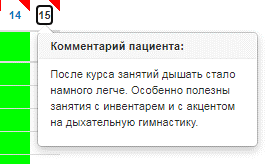 14 15
Комментарий пациента:
После курса занятий дышать стало
намного легче. Особенно полезны
занятия с инвентарем и с акцентом
на дыхательную гимнастику.